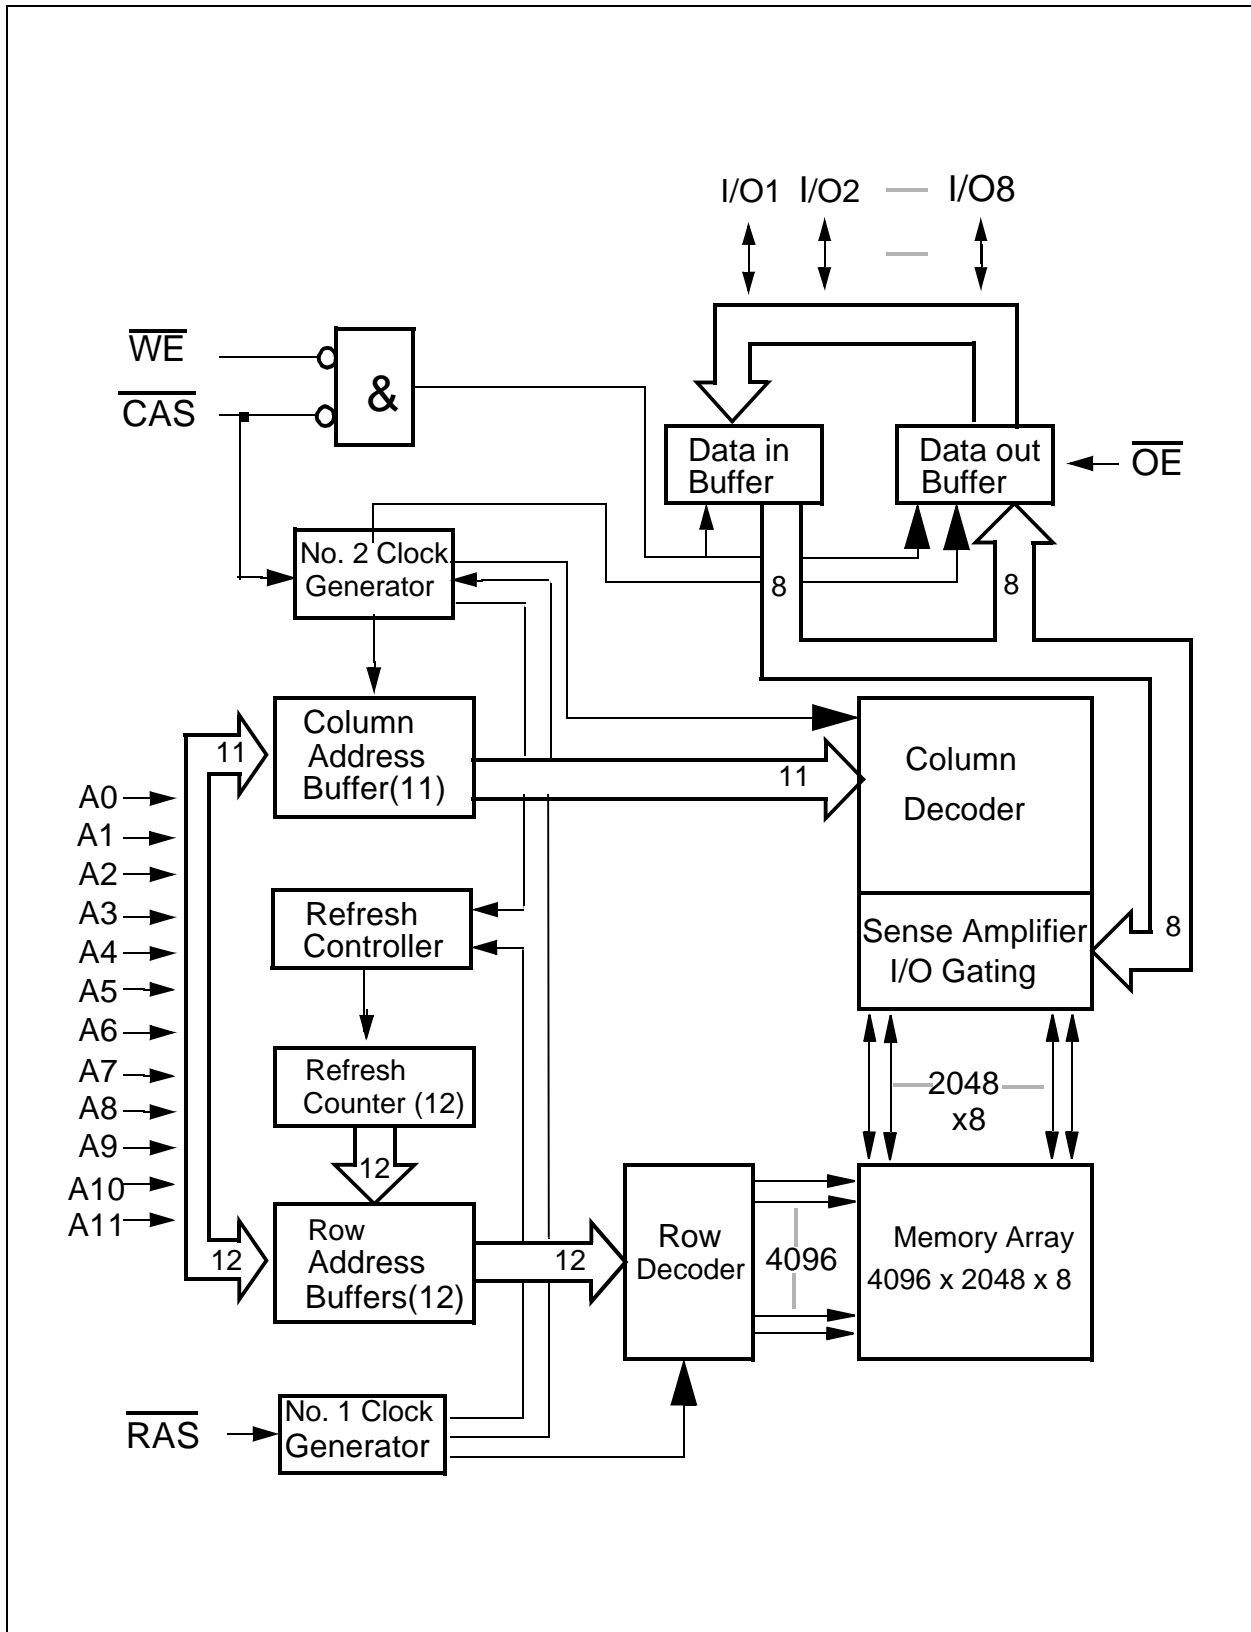 I/O1 I/O2 — I/O8
WE
CAS
&
Data in
Buffer
Data out
Buffer
OE
No. 2 Clock
Generator
8
8
Column
Address
Buffer(11)
11
11
Column
Decoder
A0
A1
A2
A3
A4
A5
A6
A7
A8
A9
A10
A11
Refresh
Controller
Sense Amplifier
I/O Gating
8
Refresh
Counter (12)
2048
x8
12
Row
Address
Buffers(12)
12
12
Row
Decoder
4096
Memory Array
4096 x 2048 x 8
RAS
No. 1 Clock
Generator